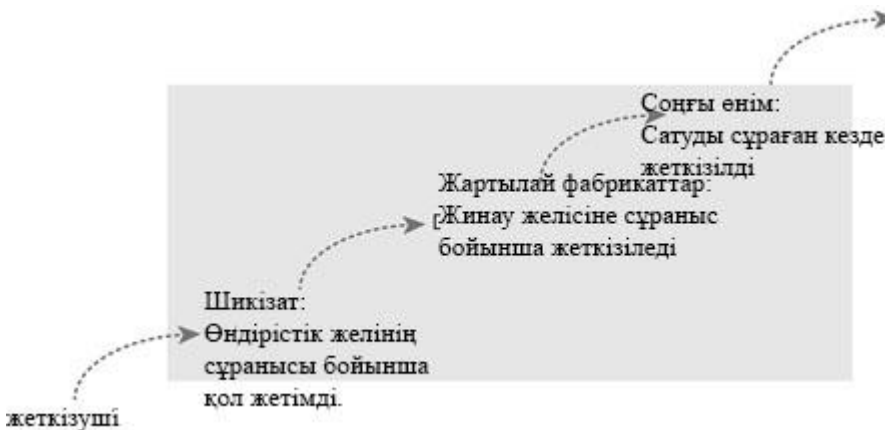 Соңғы өнім:
Сатуды сұраған кезде
жеткізілді
Жартылай фабрикаттар:
Жинау желісіне сұраныс
бойынша жеткізіледі
Шикізат:
Өндірістік желінің
сұранысы бойынша
қол жетімді.
жеткізуші